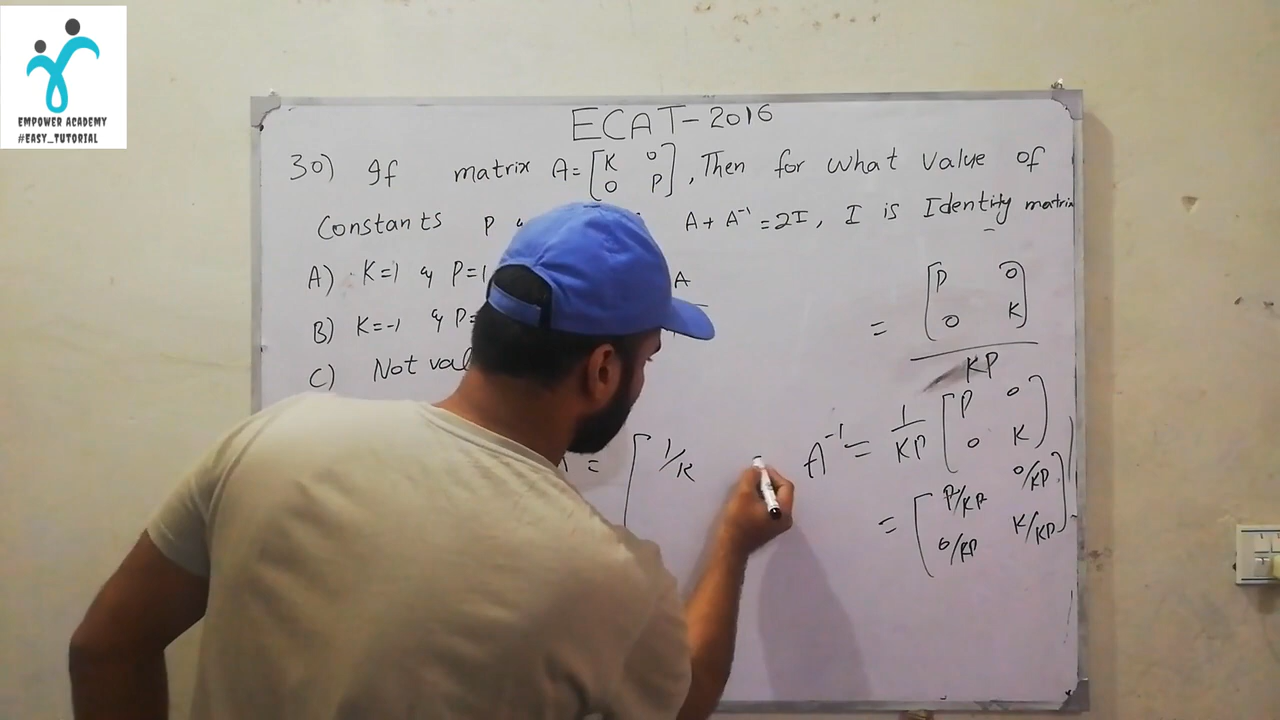 EMPOWER ACADEMY
#EASY_TUTORIAL
ECAT-2016
30) If matrix A = [K 0
0 P], Then for what value of
Constants P A + A⁻¹ = 2I, I is Identity matrix
A) K=1 & P=1
B) K=-1 & P=
C) Not val
A
= [P 0
0 K]
KP
A⁻¹ = 1/KP [P 0
0 K]
= [P/KP 0/KP
0/KP K/KP]
= [1/K